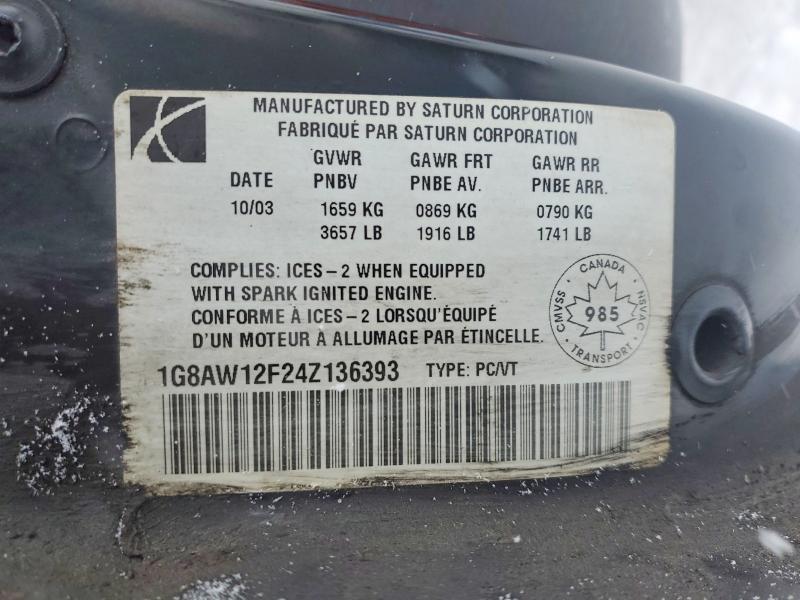 MANUFACTURED BY SATURN CORPORATION
FABRIQUÉ PAR SATURN CORPORATION
GVWR GAWR FRT GAWR RR
DATE PNBV PNBE AV. PNBE ARR.
10/03 1659 KG 0869 KG 0790 KG
3657 LB 1916 LB 1741 LB
COMPLIES: ICES-2 WHEN EQUIPPED
WITH SPARK IGNITED ENGINE.
CONFORME À ICES-2 LORSQU'ÉQUIPÉ
D'UN MOTEUR À ALLUMAGE PAR ÉTINCELLE.
CANADA
CMVSS 985 NSVAC
TRANSPORT
1G8AW12F24Z136393 TYPE: PC/VT